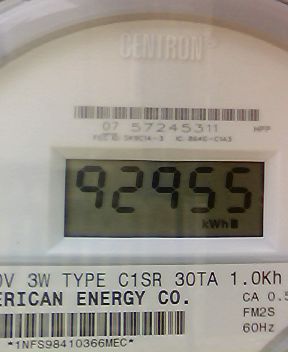 CENTRON®
07 57245311 HPP
92955
kWh
0V 3W TYPE C1SR 30TA 1.0Kh
ERICAN ENERGY CO.
CA 0.5
FM2S
60Hz
*1NFS98410366MEC*